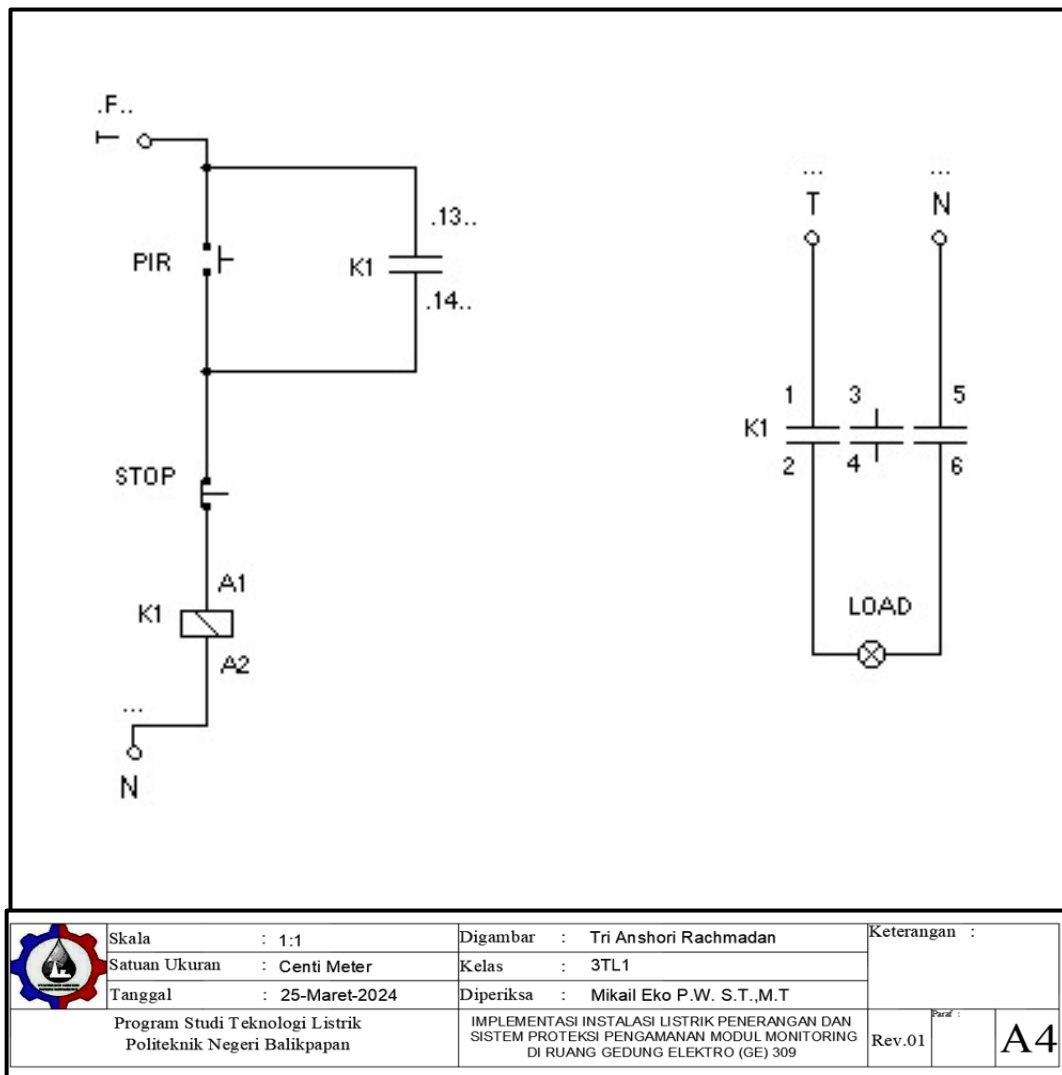 .F..
PIR
K1
.13..
.14..
STOP
K1
A1
A2
...
N
... ...
T N
1 3 5
K1
2 4 6
LOAD
Skala : 1:1
Satuan Ukuran : Centi Meter
Tanggal : 25-Maret-2024
Program Studi Teknologi Listrik
Politeknik Negeri Balikpapan
Digambar : Tri Anshori Rachmadan
Kelas : 3TL1
Diperiksa : Mikail Eko P.W. S.T.,M.T
IMPLEMENTASI INSTALASI LISTRIK PENERANGAN DAN
SISTEM PROTEKSI PENGAMANAN MODUL MONITORING
DI RUANG GEDUNG ELEKTRO (GE) 309
Keterangan :
Rev.01
Paraf :
A4